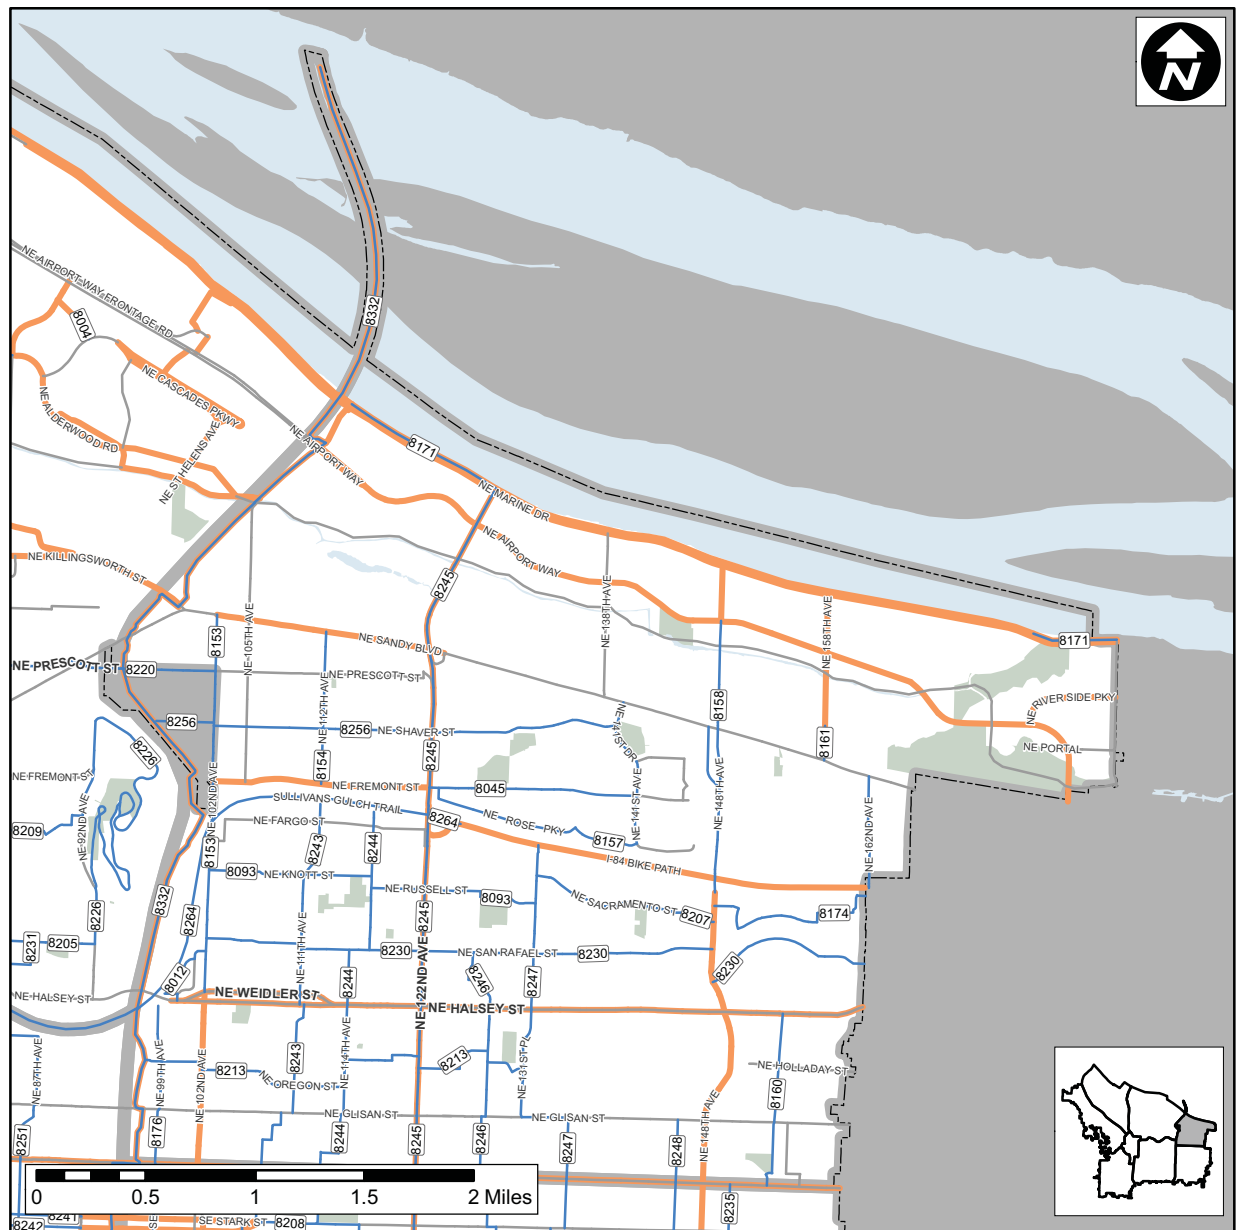 N
8332
NE AIRPORT WAY FRONTAGE RD
8004
NE CASCADES PKWY
NE ALDERWOOD RD
NE ST HELENS AVE
NE AIRPORT WAY
8171
NE MARINE DR
NE AIRPORT WAY
NE KILLINGSWORTH ST
8245
NE 105TH AVE
NE 138TH AVE
NE 158TH AVE
8153
NE SANDY BLVD
8171
NE PRESCOTT ST
8220
NE PRESCOTT ST
NE 112TH AVE
8158
NE RIVER SIDE PKY
8256
8256
NE SHAVER ST
NE 141ST DR
8226
8245
8161
NE PORTAL
8154
NE FREMONT ST
NE FREMONT ST
8045
NE 102ND AVE
SULLIVANS GULCH TRAIL
NE 148TH AVE
NE 141ST AVE
NE 162ND AVE
8209
NE 92ND AVE
NE FARGO ST
8264
NE ROSE PKY
8157
8153
8243
8244
I-84 BIKE PATH
8093
NE KNOTT ST
NE RUSSELL ST
8093
NE SACRAMENTO ST
8207
8174
8226
8332
8264
8245
8231
8205
NE 111TH AVE
8230
NE 122ND AVE
NE SAN RAFAEL ST
8230
8230
8012
8244
8246
8247
NE HALSEY ST
NE WEIDLER ST
NE HALSEY ST
NE 87TH AVE
NE 99TH AVE
NE 102ND AVE
8243
NE 114TH AVE
8213
NE OREGON ST
8213
NE 131ST PL
NE HOLLADAY ST
8160
NE GLISAN ST
NE GLISAN ST
NE 148TH AVE
8251
8176
8244
8245
8246
8247
8248
0 0.5 1 1.5 2 Miles
8235
8242
8241
SE
SE STARK ST
8208